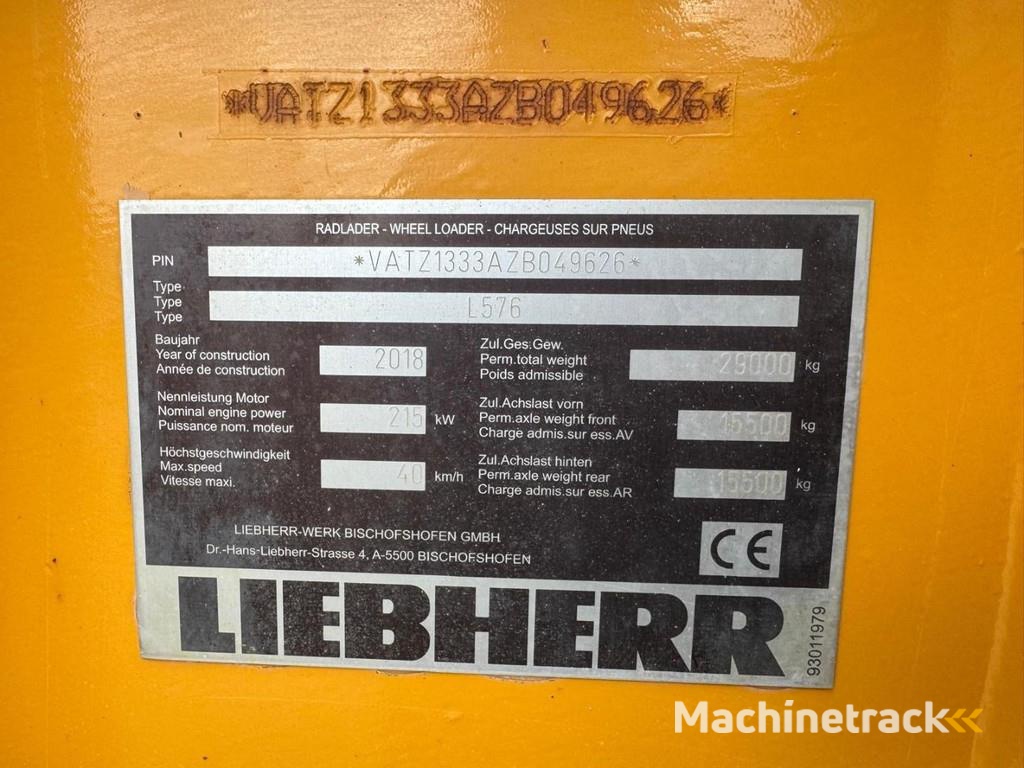 *VATZ1333AZB049626*
RADLADER - WHEEL LOADER - CHARGEUSES SUR PNEUS
PIN *VATZ1333AZB049626*
Type
Type L576
Type
Baujahr
Year of construction 2018
Année de construction
Zul.Ges.Gew.
Perm.total weight 29000 kg
Poids admissible
Nennleistung Motor
Nominal engine power 215 kW
Puissance nom. moteur
Zul.Achslast vorn
Perm.axle weight front 15500 kg
Charge admis.sur ess.AV
Höchstgeschwindigkeit
Max.speed 40 km/h
Vitesse maxi.
Zul.Achslast hinten
Perm.axle weight rear 15500 kg
Charge admis.sur ess.AR
LIEBHERR-WERK BISCHOFSHOFEN GMBH
Dr.-Hans-Liebherr-Strasse 4, A-5500 BISCHOFSHOFEN
CE
LIEBHERR
93011979
Machinetrack